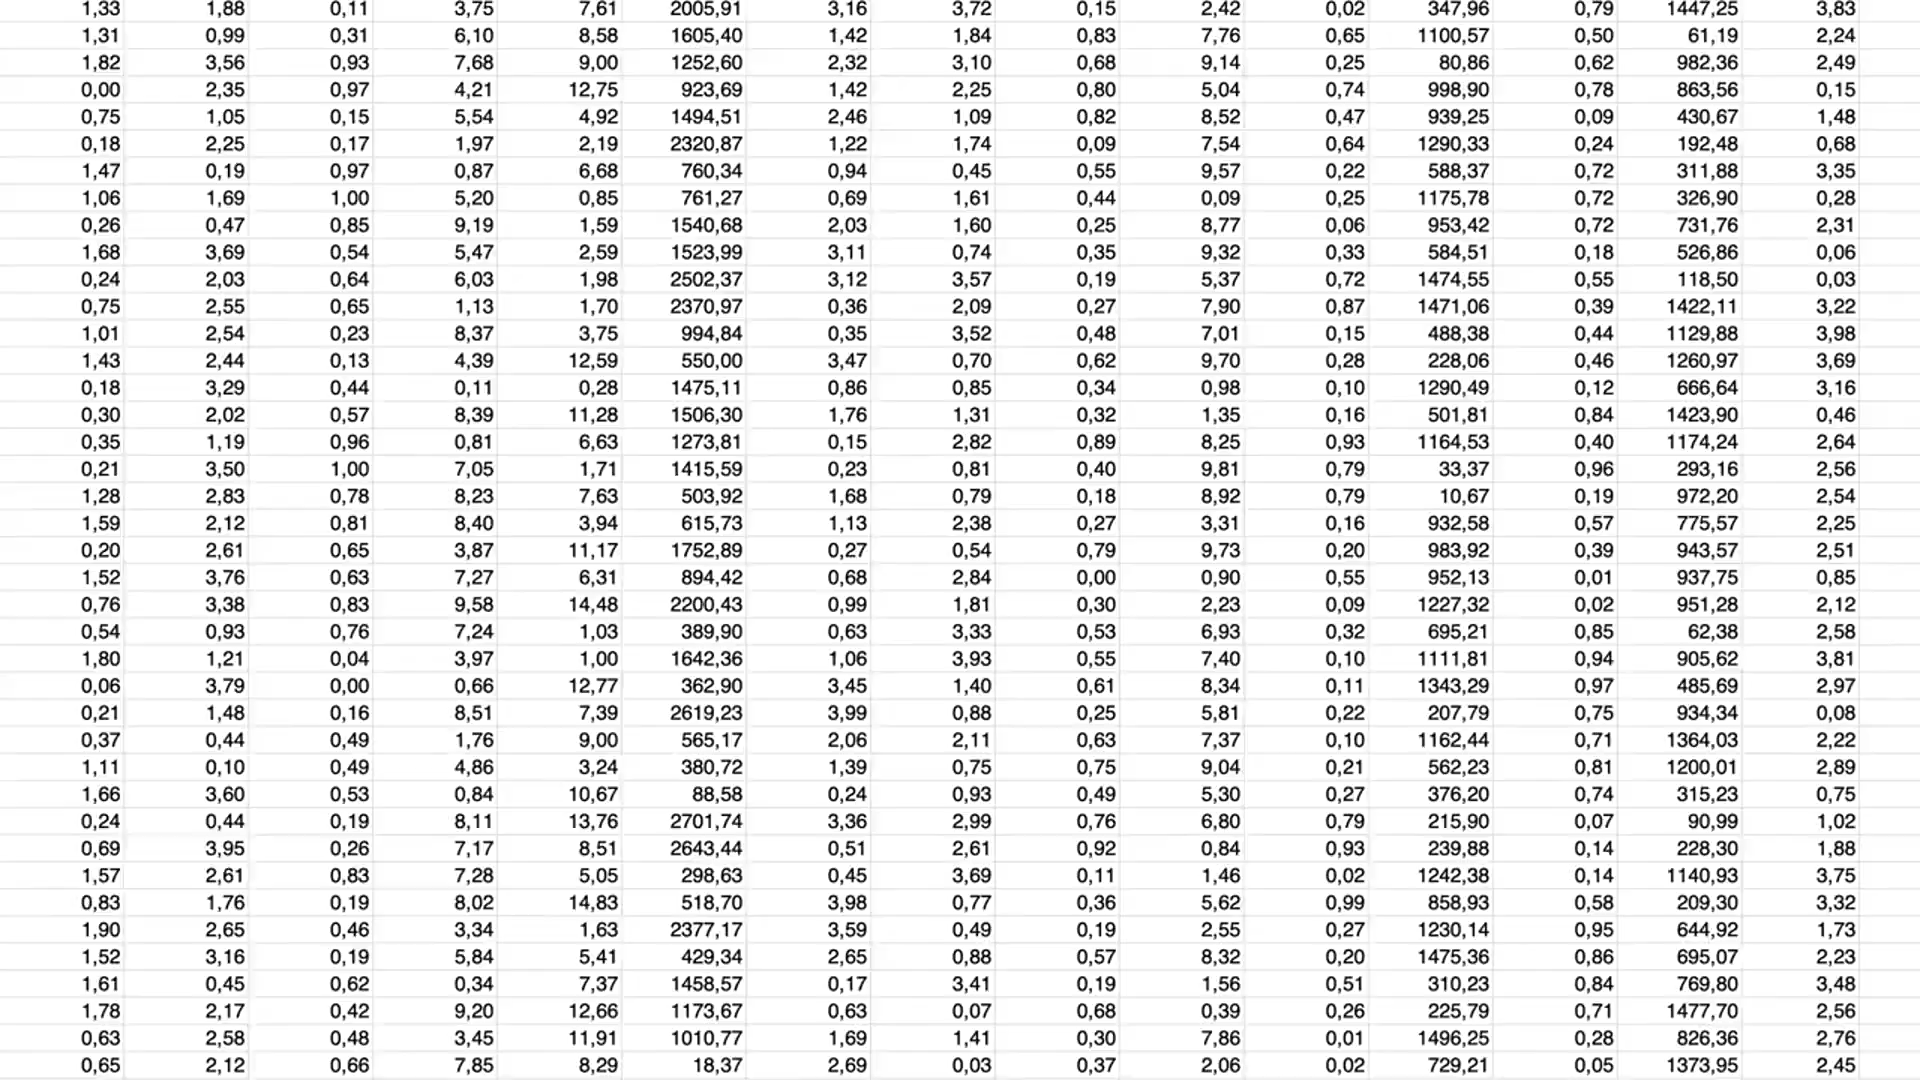 1,33 1,88 0,11 3,75 7,61 2005,91 3,16 3,72 0,15 2,42 0,02 347,96 0,79 1447,25 3,83
1,31 0,99 0,31 6,10 8,58 1605,40 1,42 1,84 0,83 7,76 0,65 1100,57 0,50 61,19 2,24
1,82 3,56 0,93 7,68 9,00 1252,60 2,32 3,10 0,68 9,14 0,25 80,86 0,62 982,36 2,49
0,00 2,35 0,97 4,21 12,75 923,69 1,42 2,25 0,80 5,04 0,74 998,90 0,78 863,56 0,15
0,75 1,05 0,15 5,54 4,92 1494,51 2,46 1,09 0,82 8,52 0,47 939,25 0,09 430,67 1,48
0,18 2,25 0,17 1,97 2,19 2320,87 1,22 1,74 0,09 7,54 0,64 1290,33 0,24 192,48 0,68
1,47 0,19 0,97 0,87 6,68 760,34 0,94 0,45 0,55 9,57 0,22 588,37 0,72 311,88 3,35
1,06 1,69 1,00 5,20 0,85 761,27 0,69 1,61 0,44 0,09 0,25 1175,78 0,72 326,90 0,28
0,26 0,47 0,85 9,19 1,59 1540,68 2,03 1,60 0,25 8,77 0,06 953,42 0,72 731,76 2,31
1,68 3,69 0,54 5,47 2,59 1523,99 3,11 0,74 0,35 9,32 0,33 584,51 0,18 526,86 0,06
0,24 2,03 0,64 6,03 1,98 2502,37 3,12 3,57 0,19 5,37 0,72 1474,55 0,55 118,50 0,03
0,75 2,55 0,65 1,13 1,70 2370,97 0,36 2,09 0,27 7,90 0,87 1471,06 0,39 1422,11 3,22
1,01 2,54 0,23 8,37 3,75 994,84 0,35 3,52 0,48 7,01 0,15 488,38 0,44 1129,88 3,98
1,43 2,44 0,13 4,39 12,59 550,00 3,47 0,70 0,62 9,70 0,28 228,06 0,46 1260,97 3,69
0,18 3,29 0,44 0,11 0,28 1475,11 0,86 0,85 0,34 0,98 0,10 1290,49 0,12 666,64 3,16
0,30 2,02 0,57 8,39 11,28 1506,30 1,76 1,31 0,32 1,35 0,16 501,81 0,84 1423,90 0,46
0,35 1,19 0,96 0,81 6,63 1273,81 0,15 2,82 0,89 8,25 0,93 1164,53 0,40 1174,24 2,64
0,21 3,50 1,00 7,05 1,71 1415,59 0,23 0,81 0,40 9,81 0,79 33,37 0,96 293,16 2,56
1,28 2,83 0,78 8,23 7,63 503,92 1,68 0,79 0,18 8,92 0,79 10,67 0,19 972,20 2,54
1,59 2,12 0,81 8,40 3,94 615,73 1,13 2,38 0,27 3,31 0,16 932,58 0,57 775,57 2,25
0,20 2,61 0,65 3,87 11,17 1752,89 0,27 0,54 0,79 9,73 0,20 983,92 0,39 943,57 2,51
1,52 3,76 0,63 7,27 6,31 894,42 0,68 2,84 0,00 0,90 0,55 952,13 0,01 937,75 0,85
0,76 3,38 0,83 9,58 14,48 2200,43 0,99 1,81 0,30 2,23 0,09 1227,32 0,02 951,28 2,12
0,54 0,93 0,76 7,24 1,03 389,90 0,63 3,33 0,53 6,93 0,32 695,21 0,85 62,38 2,58
1,80 1,21 0,04 3,97 1,00 1642,36 1,06 3,93 0,55 7,40 0,10 1111,81 0,94 905,62 3,81
0,06 3,79 0,00 0,66 12,77 362,90 3,45 1,40 0,61 8,34 0,11 1343,29 0,97 485,69 2,97
0,21 1,48 0,16 8,51 7,39 2619,23 3,99 0,88 0,25 5,81 0,22 207,79 0,75 934,34 0,08
0,37 0,44 0,49 1,76 9,00 565,17 2,06 2,11 0,63 7,37 0,10 1162,44 0,71 1364,03 2,22
1,11 0,10 0,49 4,86 3,24 380,72 1,39 0,75 0,75 9,04 0,21 562,23 0,81 1200,01 2,89
1,66 3,60 0,53 0,84 10,67 88,58 0,24 0,93 0,49 5,30 0,27 376,20 0,74 315,23 0,75
0,24 0,44 0,19 8,11 13,76 2701,74 3,36 2,99 0,76 6,80 0,79 215,90 0,07 90,99 1,02
0,69 3,95 0,26 7,17 8,51 2643,44 0,51 2,61 0,92 0,84 0,93 239,88 0,14 228,30 1,88
1,57 2,61 0,83 7,28 5,05 298,63 0,45 3,69 0,11 1,46 0,02 1242,38 0,14 1140,93 3,75
0,83 1,76 0,19 8,02 14,83 518,70 3,98 0,77 0,36 5,62 0,99 858,93 0,58 209,30 3,32
1,90 2,65 0,46 3,34 1,63 2377,17 3,59 0,49 0,19 2,55 0,27 1230,14 0,95 644,92 1,73
1,52 3,16 0,19 5,84 5,41 429,34 2,65 0,88 0,57 8,32 0,20 1475,36 0,86 695,07 2,23
1,61 0,45 0,62 0,34 7,37 1458,57 0,17 3,41 0,19 1,56 0,51 310,23 0,84 769,80 3,48
1,78 2,17 0,42 9,20 12,66 1173,67 0,63 0,07 0,68 0,39 0,26 225,79 0,71 1477,70 2,56
0,63 2,58 0,48 3,45 11,91 1010,77 1,69 1,41 0,30 7,86 0,01 1496,25 0,28 826,36 2,76
0,65 2,12 0,66 7,85 8,29 18,37 2,69 0,03 0,37 2,06 0,02 729,21 0,05 1373,95 2,45